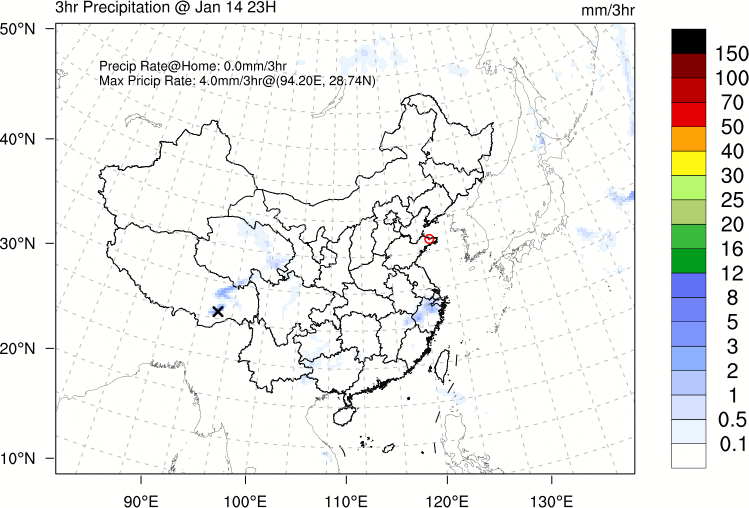 3hr Precipitation @ Jan 14 23H
mm/3hr
50°N
Precip Rate@Home: 0.0mm/3hr
Max Pricip Rate: 4.0mm/3hr@(94.20E, 28.74N)
40°N
30°N
20°N
10°N
90°E
100°E
110°E
120°E
130°E
150
100
70
50
40
30
25
20
16
12
8
5
3
2
1
0.5
0.1